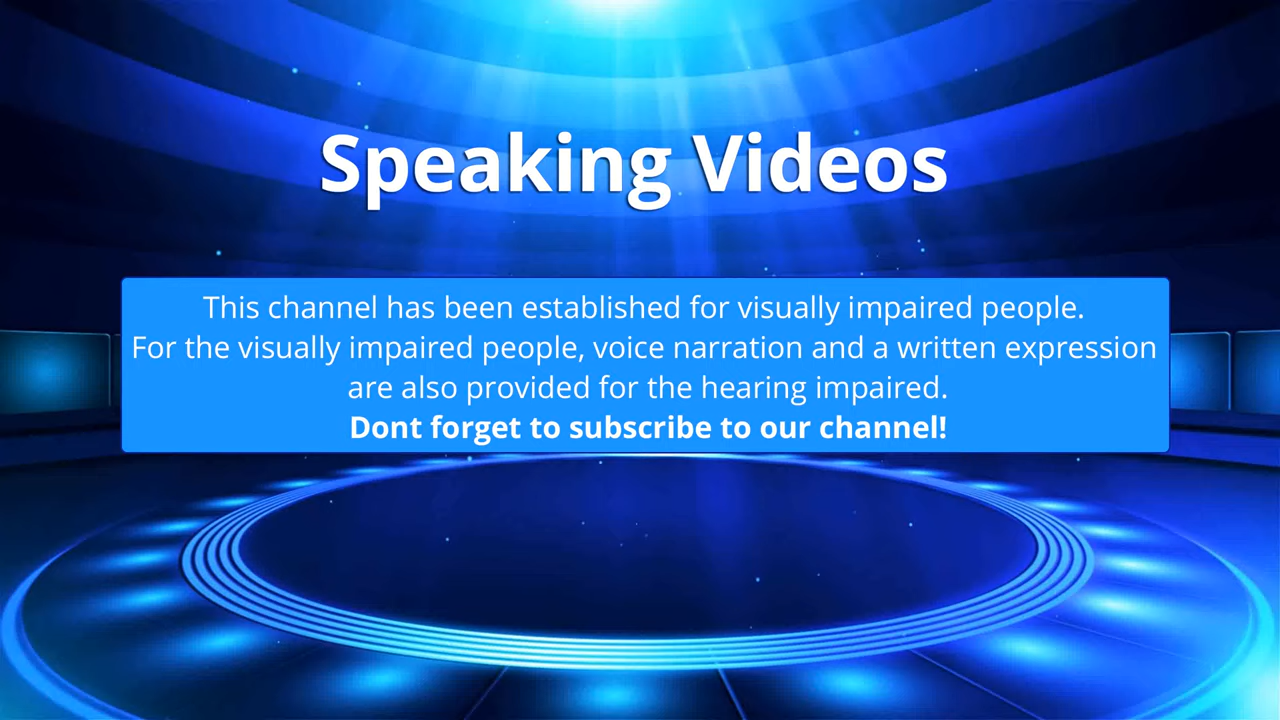 Speaking Videos
This channel has been established for visually impaired people.
For the visually impaired people, voice narration and a written expression
are also provided for the hearing impaired.
Dont forget to subscribe to our channel!